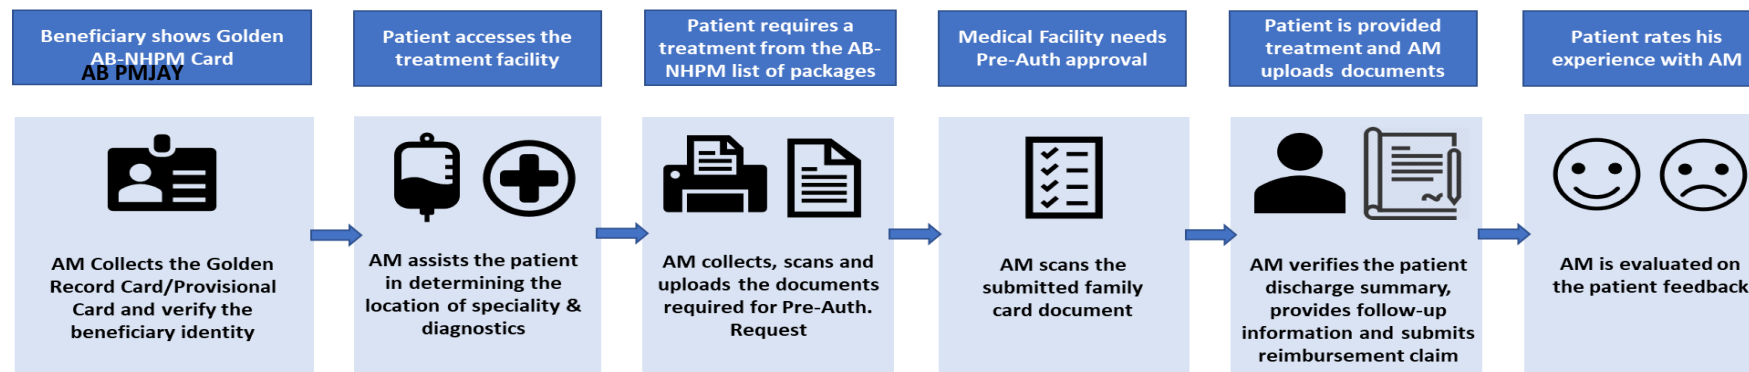 Beneficiary shows Golden
AB-NHPM Card
AB PMJAY
Patient accesses the
treatment facility
Patient requires a
treatment from the AB-
NHPM list of packages
Medical Facility needs
Pre-Auth approval
Patient is provided
treatment and AM
uploads documents
Patient rates his
experience with AM
AM Collects the Golden
Record Card/Provisional
Card and verify the
beneficiary identity
AM assists the patient
in determining the
location of speciality &
diagnostics
AM collects, scans and
uploads the documents
required for Pre-Auth.
Request
AM scans the
submitted family
card document
AM verifies the patient
discharge summary,
provides follow-up
information and submits
reimbursement claim
AM is evaluated on
the patient feedback